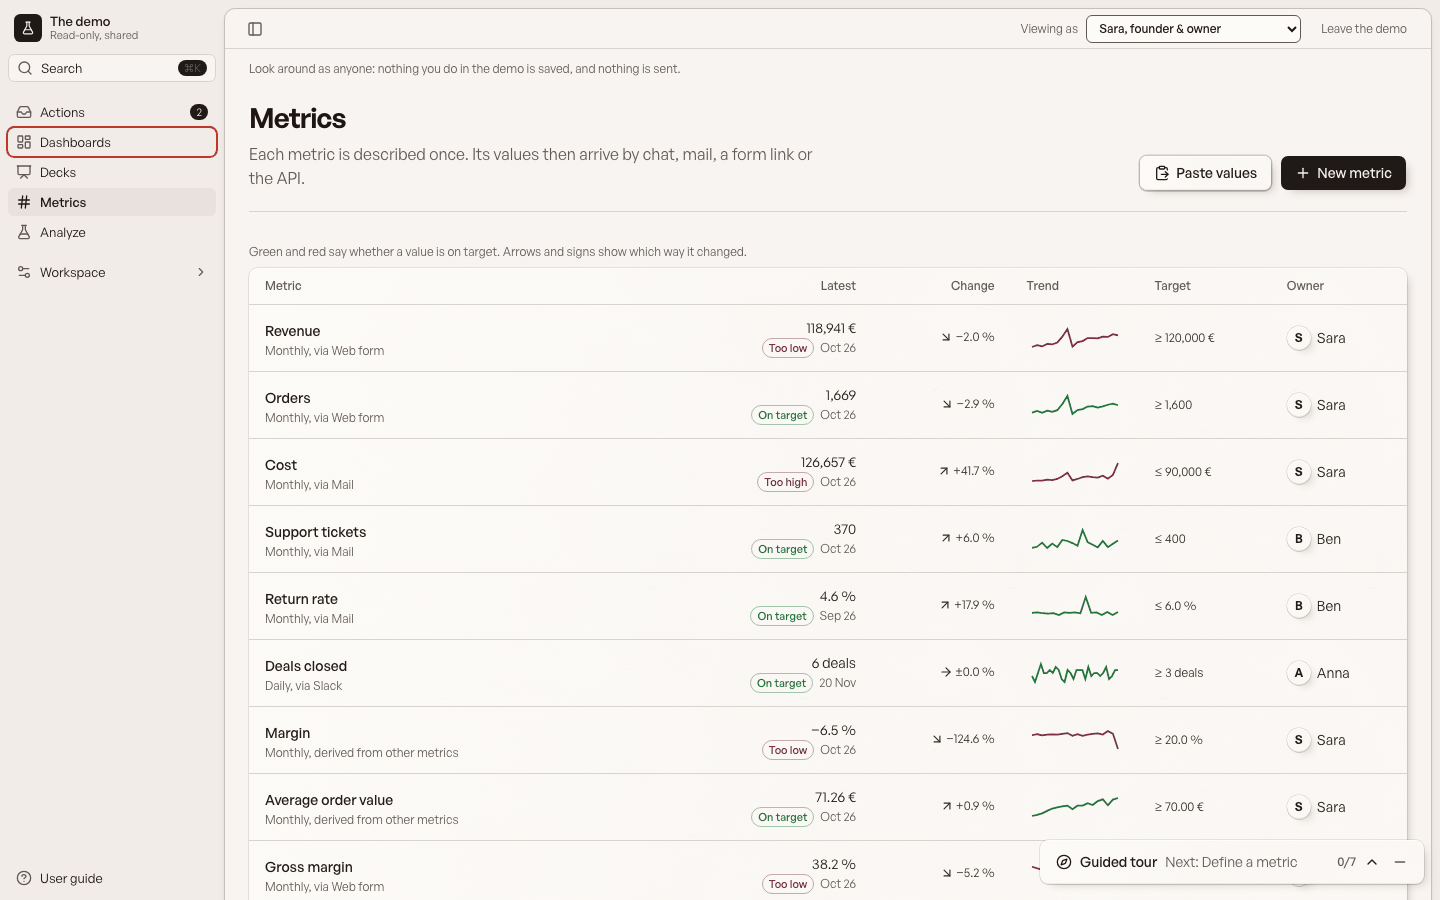 The demo
Read-only, shared
Search
⌘K
Actions
2
Dashboards
Decks
Metrics
Analyze
Workspace
User guide
Viewing as
Sara, founder & owner
Leave the demo
Look around as anyone: nothing you do in the demo is saved, and nothing is sent.
Metrics
Each metric is described once. Its values then arrive by chat, mail, a form link or
the API.
Paste values
New metric
Green and red say whether a value is on target. Arrows and signs show which way it changed.
Metric Latest Change Trend Target Owner
Revenue
Monthly, via Web form
118,941 €
Too low Oct 26
↘ −2.0 %
≥ 120,000 €
S Sara
Orders
Monthly, via Web form
1,669
On target Oct 26
↘ −2.9 %
≥ 1,600
S Sara
Cost
Monthly, via Mail
126,657 €
Too high Oct 26
↗ +41.7 %
≤ 90,000 €
S Sara
Support tickets
Monthly, via Mail
370
On target Oct 26
↗ +6.0 %
≤ 400
B Ben
Return rate
Monthly, via Mail
4.6 %
On target Sep 26
↗ +17.9 %
≤ 6.0 %
B Ben
Deals closed
Daily, via Slack
6 deals
On target 20 Nov
→ ±0.0 %
≥ 3 deals
A Anna
Margin
Monthly, derived from other metrics
−6.5 %
Too low Oct 26
↘ −124.6 %
≥ 20.0 %
S Sara
Average order value
Monthly, derived from other metrics
71.26 €
On target Oct 26
↗ +0.9 %
≥ 70.00 €
S Sara
Gross margin
Monthly, via Web form
38.2 %
Too low Oct 26
↘ −5.2 %
Guided tour Next: Define a metric 0/7